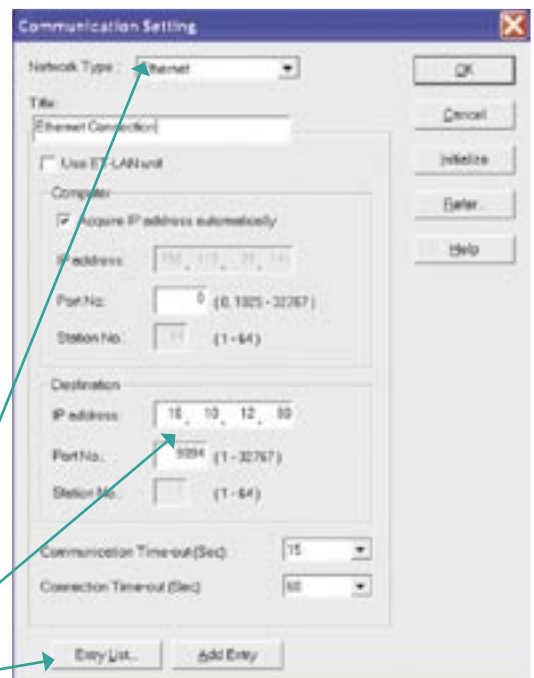 Communication Setting
Network Type : Ethernet
OK
Title:
Cancel
Ethernet Connection
Use ET-LAN unit
Initialize
Computer
Refer..
Acquire IP address automatically
Help
IP address:
Port No.: 0 (0, 1025 - 32767)
Station No.: (1 - 64)
Destination
IP address: 10. 10. 12. 80
Port No.: 9094 (1 - 32767)
Station No.: (1 - 64)
Communication Time-out (Sec): 15
Connection Time-out (Sec): 60
Entry List..
Add Entry